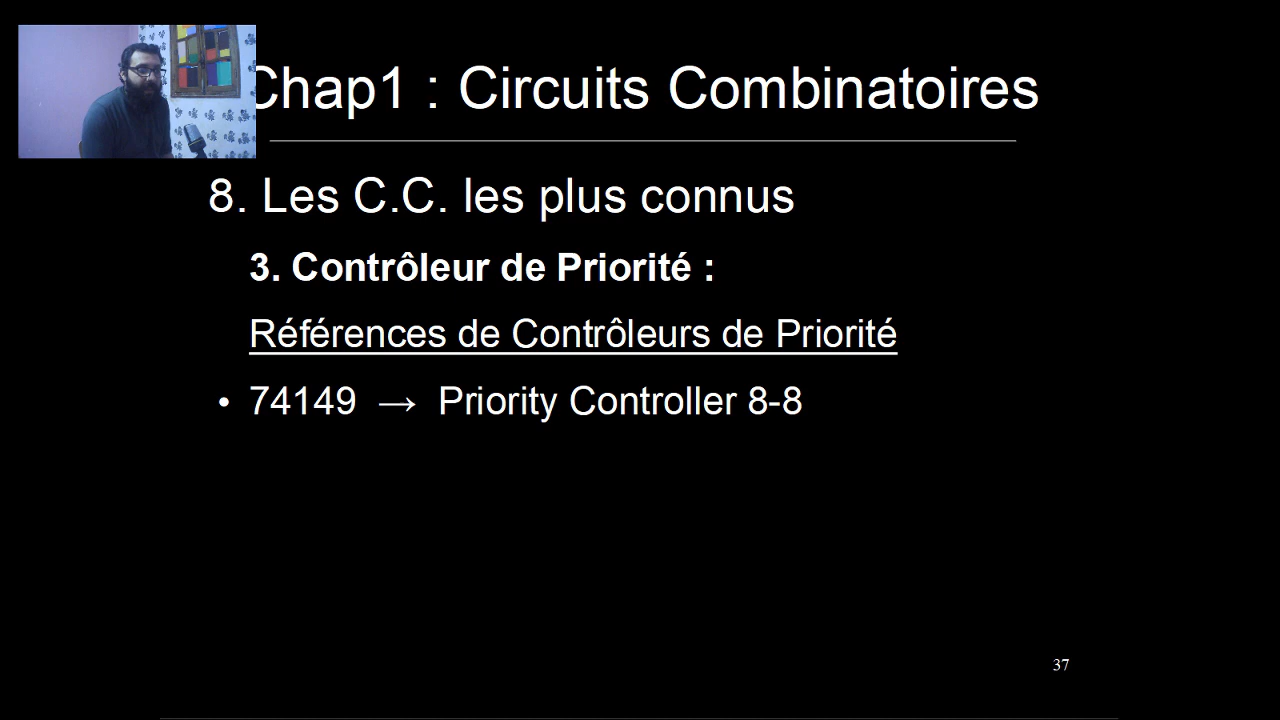 Chap1 : Circuits Combinatoires
8. Les C.C. les plus connus
3. Contrôleur de Priorité :
Références de Contrôleurs de Priorité
• 74149 → Priority Controller 8-8
37